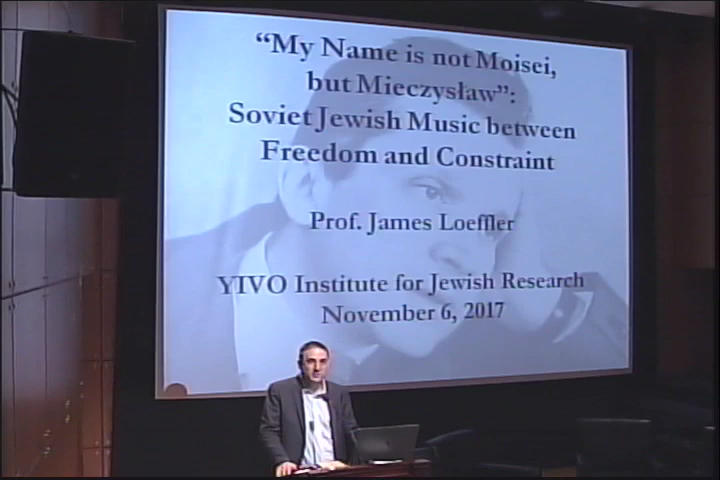 “My Name is not Moisei,
but Mieczysław”:
Soviet Jewish Music between
Freedom and Constraint
Prof. James Loeffler
YIVO Institute for Jewish Research
November 6, 2017